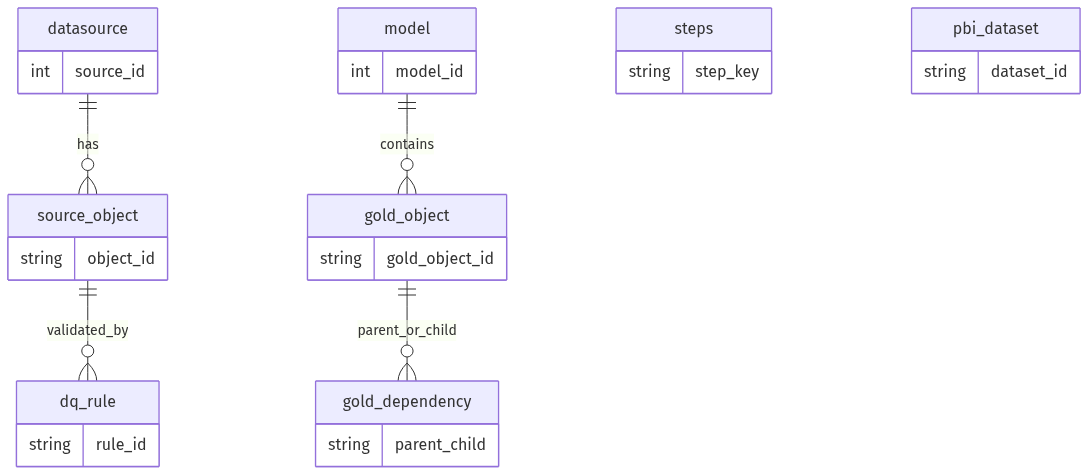 datasource
int source_id
has
source_object
string object_id
validated_by
dq_rule
string rule_id
model
int model_id
contains
gold_object
string gold_object_id
parent_or_child
gold_dependency
string parent_child
steps
string step_key
pbi_dataset
string dataset_id